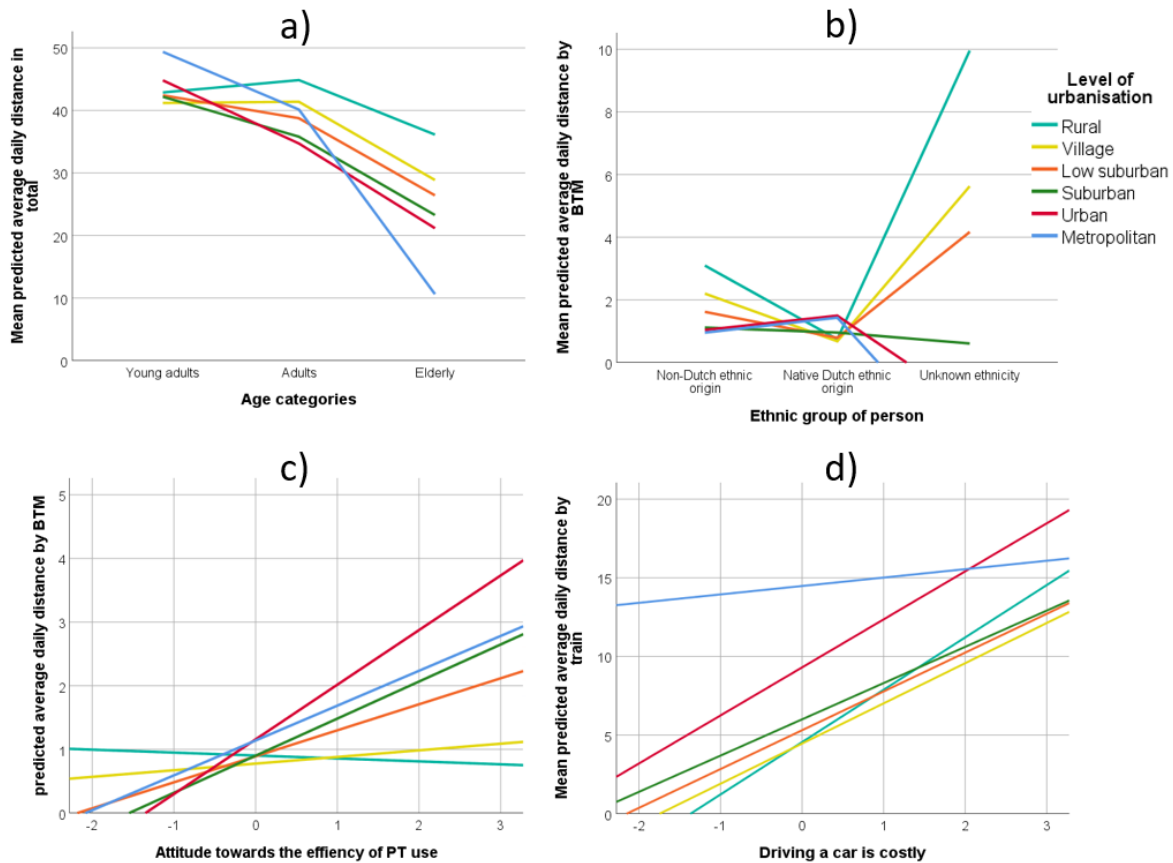 a)
Mean predicted average daily distance in
total
50
40
30
20
10
0
Young adults
Adults
Elderly
Age categories
b)
Mean predicted average daily distance by
BTM
10
8
6
4
2
0
Non-Dutch ethnic
origin
Native Dutch ethnic
origin
Unknown ethnicity
Ethnic group of person
Level of
urbanisation
Rural
Village
Low suburban
Suburban
Urban
Metropolitan
c)
predicted average daily distance by BTM
5
4
3
2
1
0
-2
-1
0
1
2
3
Attitude towards the effiency of PT use
d)
Mean predicted average daily distance by
train
20
15
10
5
0
-2
-1
0
1
2
3
Driving a car is costly